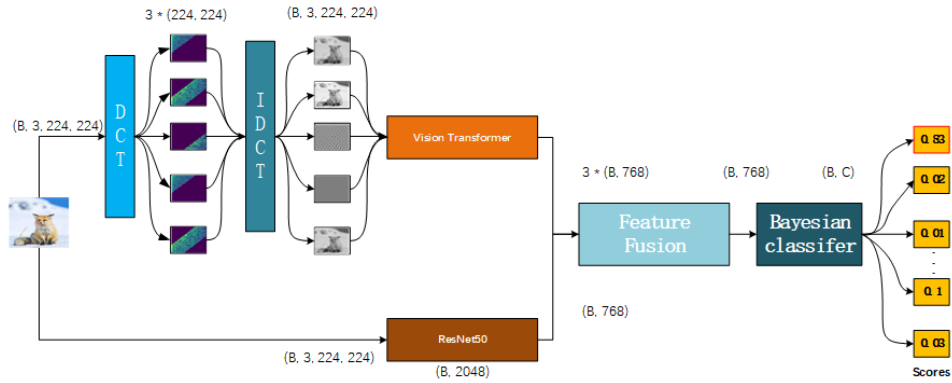 3 * (224, 224)
(B, 3, 224, 224)
(B, 3, 224, 224)
DCT
IDCT
Vision Transformer
3 * (B, 768)
(B, 768)
(B, C)
Feature
Fusion
Bayesian
classifer
0.83
0.02
0.01
0.1
0.03
Scores
(B, 768)
ResNet50
(B, 3, 224, 224)
(B, 2048)